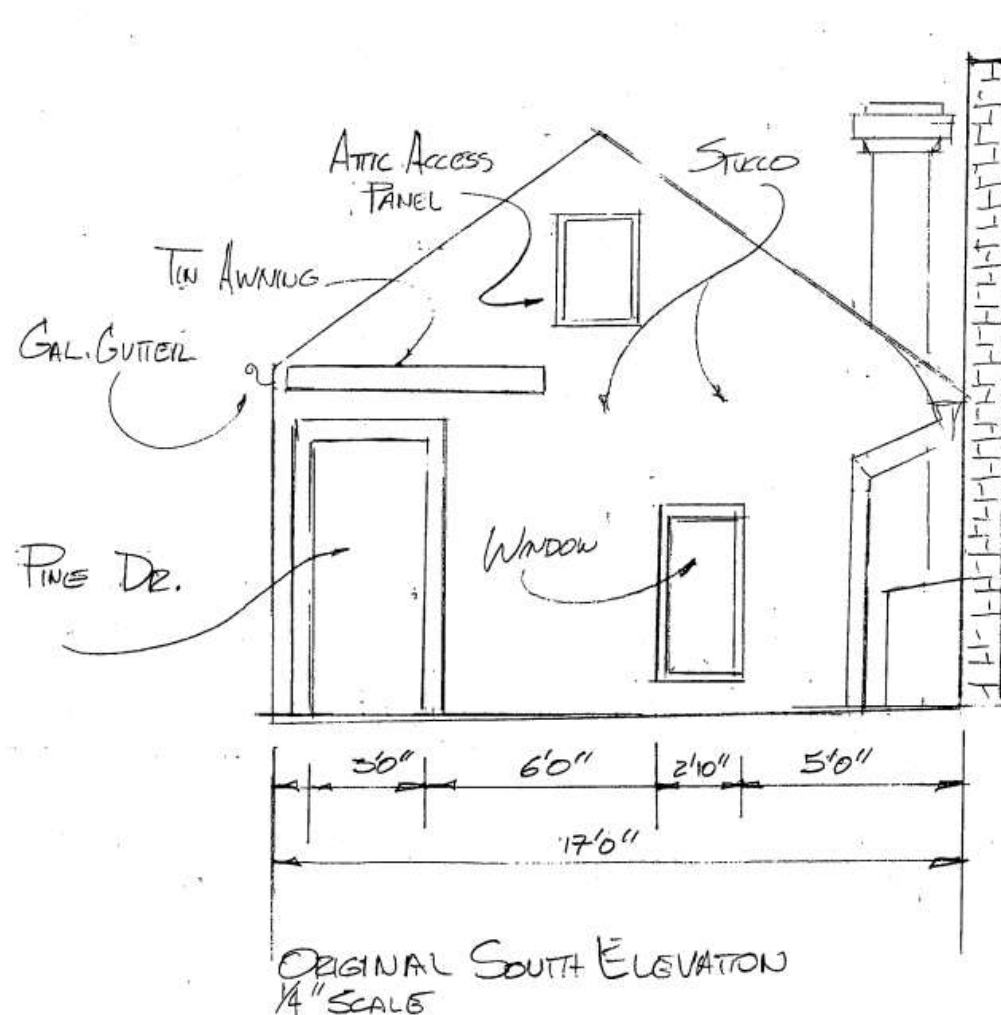 ATTIC ACCESS
PANEL
STUCCO
TIN AWNING
GAL. GUTTER
PINE DR.
WINDOW
3'0"
6'0"
2'10"
5'0"
17'0"
ORIGINAL SOUTH ELEVATION
1/4" SCALE